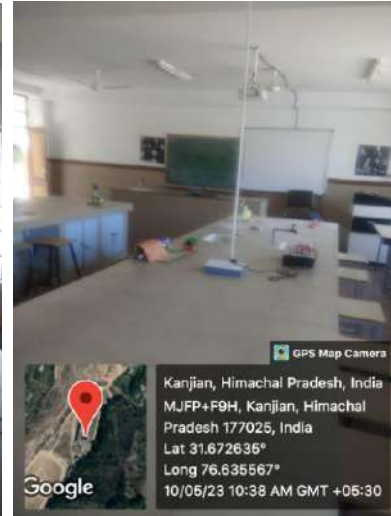 GPS Map Camera
Kanjian, Himachal Pradesh, India
MJFP+F9H, Kanjian, Himachal
Pradesh 177025, India
Lat 31.672635°
Long 76.635567°
10/05/23 10:38 AM GMT +05:30
Google